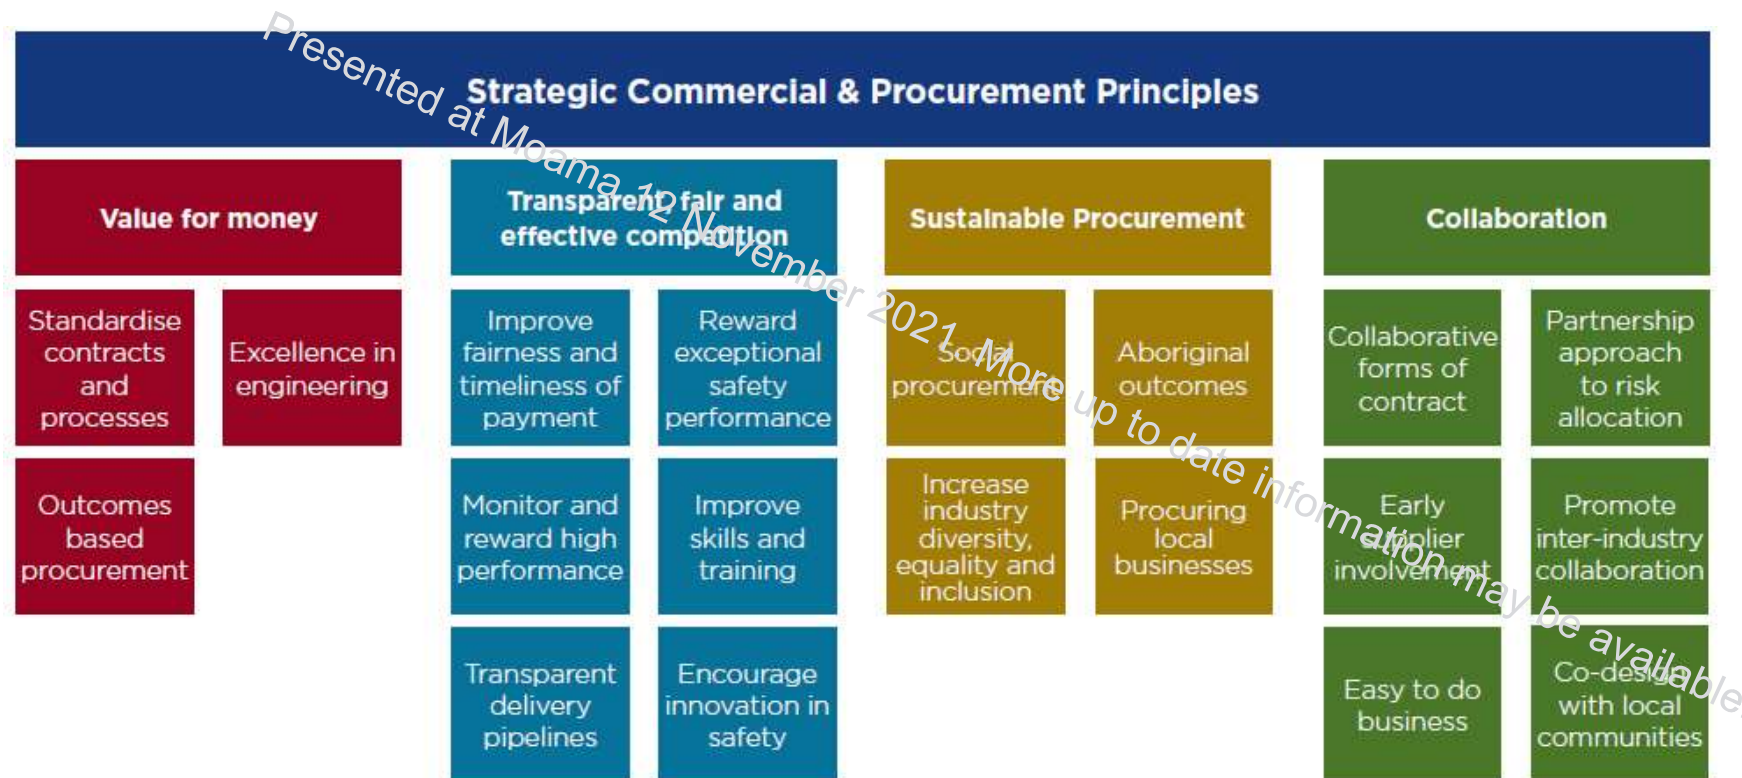 Strategic Commercial & Procurement Principles
Value for money
Standardise
contracts
and
processes
Excellence in
engineering
Outcomes
based
procurement
Transparent, fair and
effective competition
Improve
fairness and
timeliness of
payment
Reward
exceptional
safety
performance
Monitor and
reward high
performance
Improve
skills and
training
Transparent
delivery
pipelines
Encourage
innovation in
safety
Sustainable Procurement
Social
procurement
Aboriginal
outcomes
Increase
industry
diversity,
equality and
inclusion
Procuring
local
businesses
Collaboration
Collaborative
forms of
contract
Partnership
approach
to risk
allocation
Early
supplier
involvement
Promote
inter-industry
collaboration
Easy to do
business
Co-design
with local
communities
Presented at Moama 12 November 2021. More up to date information may be available.